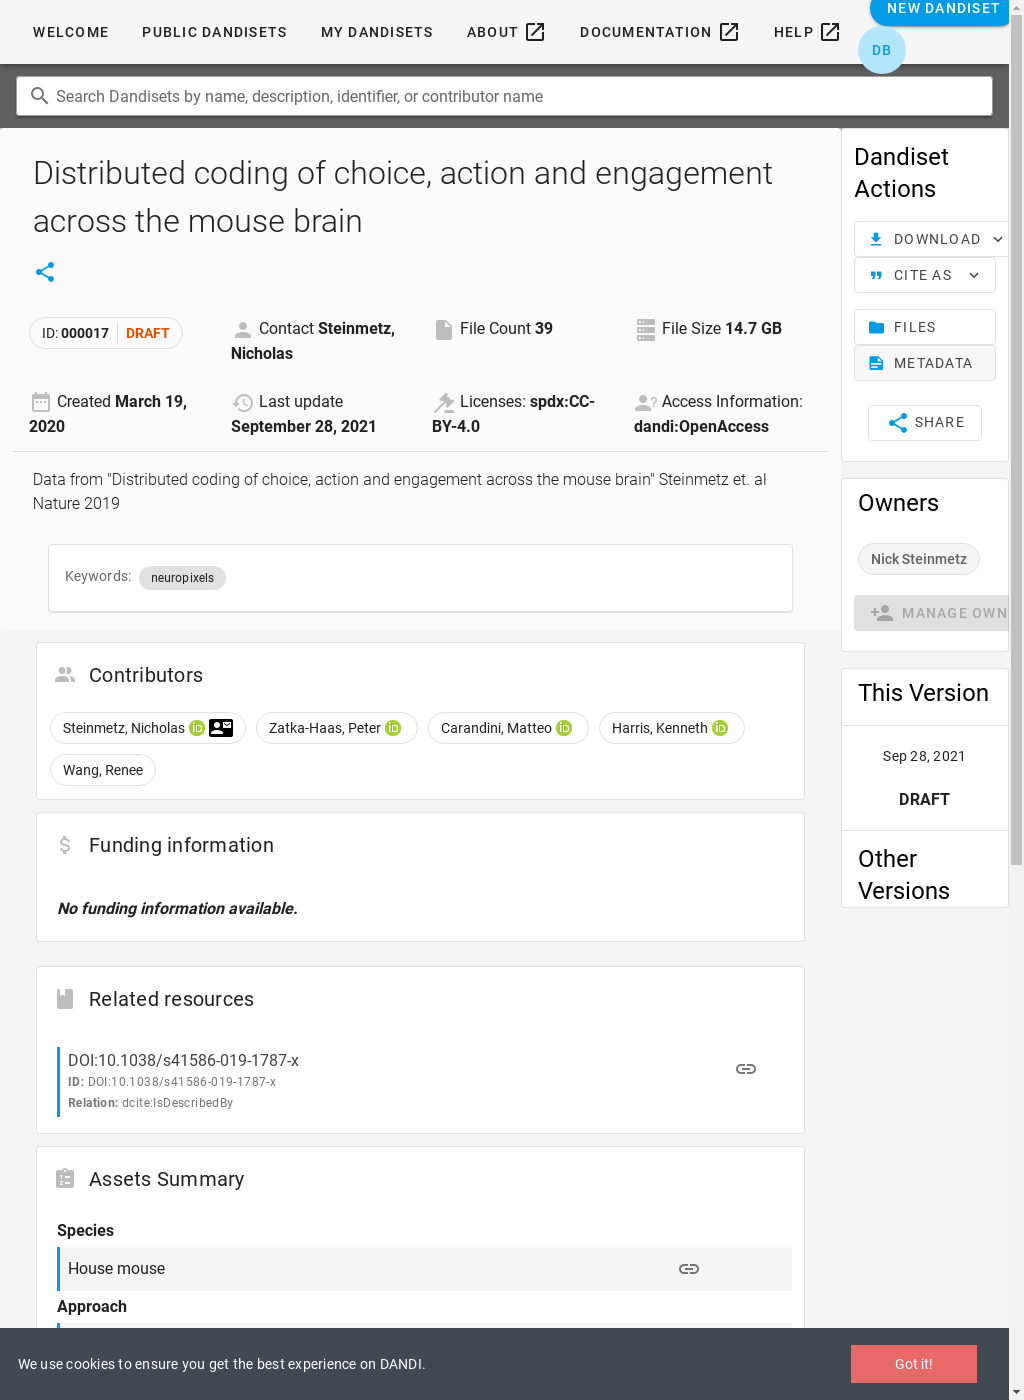 WELCOME PUBLIC DANDISETS MY DANDISETS ABOUT DOCUMENTATION HELP
NEW DANDISET
DB
Search Dandisets by name, description, identifier, or contributor name
Distributed coding of choice, action and engagement
across the mouse brain
ID: 000017 DRAFT
Contact Steinmetz,
Nicholas
File Count 39
File Size 14.7 GB
Created March 19,
2020
Last update
September 28, 2021
Licenses: spdx:CC-
BY-4.0
Access Information:
dandi:OpenAccess
Data from "Distributed coding of choice, action and engagement across the mouse brain" Steinmetz et. al
Nature 2019
Keywords: neuropixels
Contributors
Steinmetz, Nicholas iD Zatka-Haas, Peter iD Carandini, Matteo iD Harris, Kenneth iD
Wang, Renee
Funding information
No funding information available.
Related resources
DOI:10.1038/s41586-019-1787-x
ID: DOI:10.1038/s41586-019-1787-x
Relation: dcite:IsDescribedBy
Assets Summary
Species
House mouse
Approach
Dandiset
Actions
DOWNLOAD
CITE AS
FILES
METADATA
SHARE
Owners
Nick Steinmetz
MANAGE OWN
This Version
Sep 28, 2021
DRAFT
Other
Versions
We use cookies to ensure you get the best experience on DANDI.
Got it!